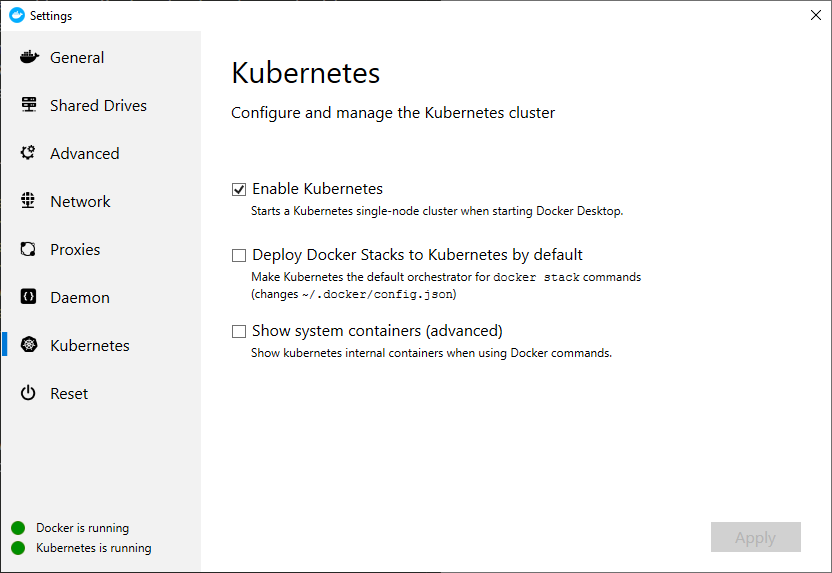 Settings
General
Shared Drives
Advanced
Network
Proxies
Daemon
Kubernetes
Reset
Docker is running
Kubernetes is running
Kubernetes
Configure and manage the Kubernetes cluster
Enable Kubernetes
Starts a Kubernetes single-node cluster when starting Docker Desktop.
Deploy Docker Stacks to Kubernetes by default
Make Kubernetes the default orchestrator for docker stack commands
(changes ~/.docker/config.json)
Show system containers (advanced)
Show kubernetes internal containers when using Docker commands.
Apply